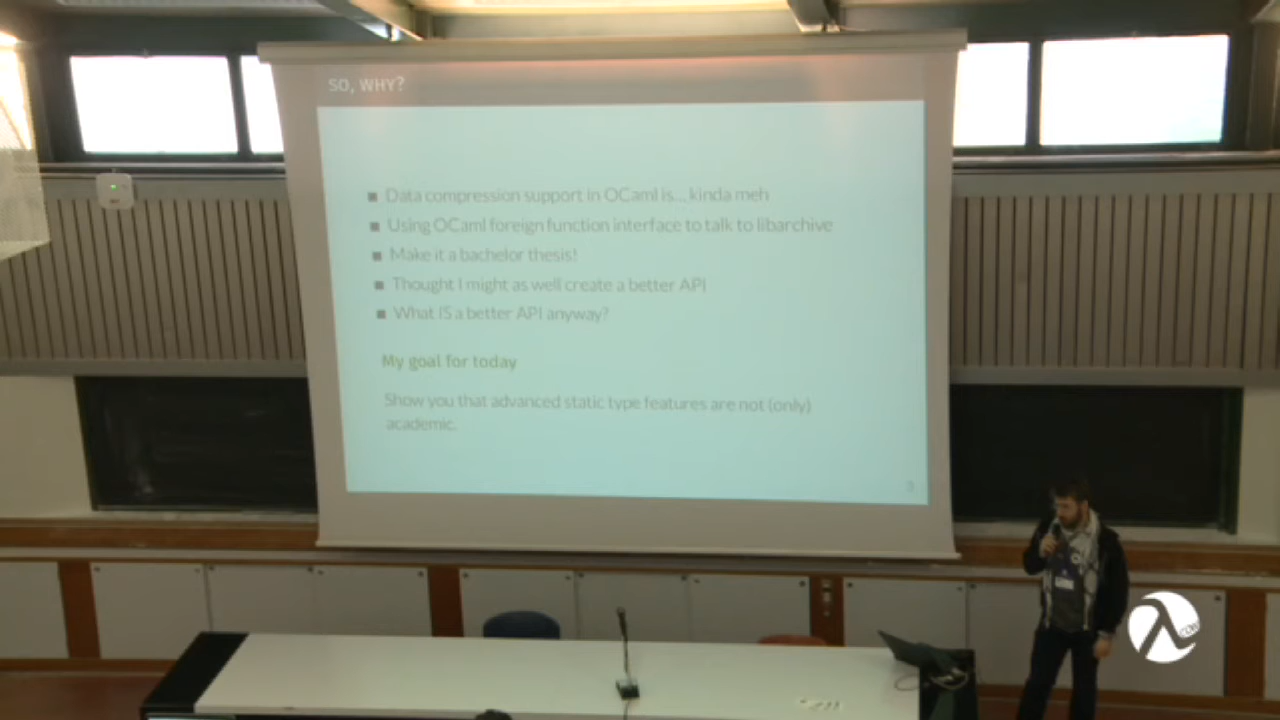 SO, WHY?
Data compression support in OCaml is... kinda meh
Using OCaml foreign function interface to talk to libarchive
Make it a bachelor thesis!
Thought I might as well create a better API
What IS a better API anyway?
My goal for today
Show you that advanced static type features are not (only)
academic.
3
λCON